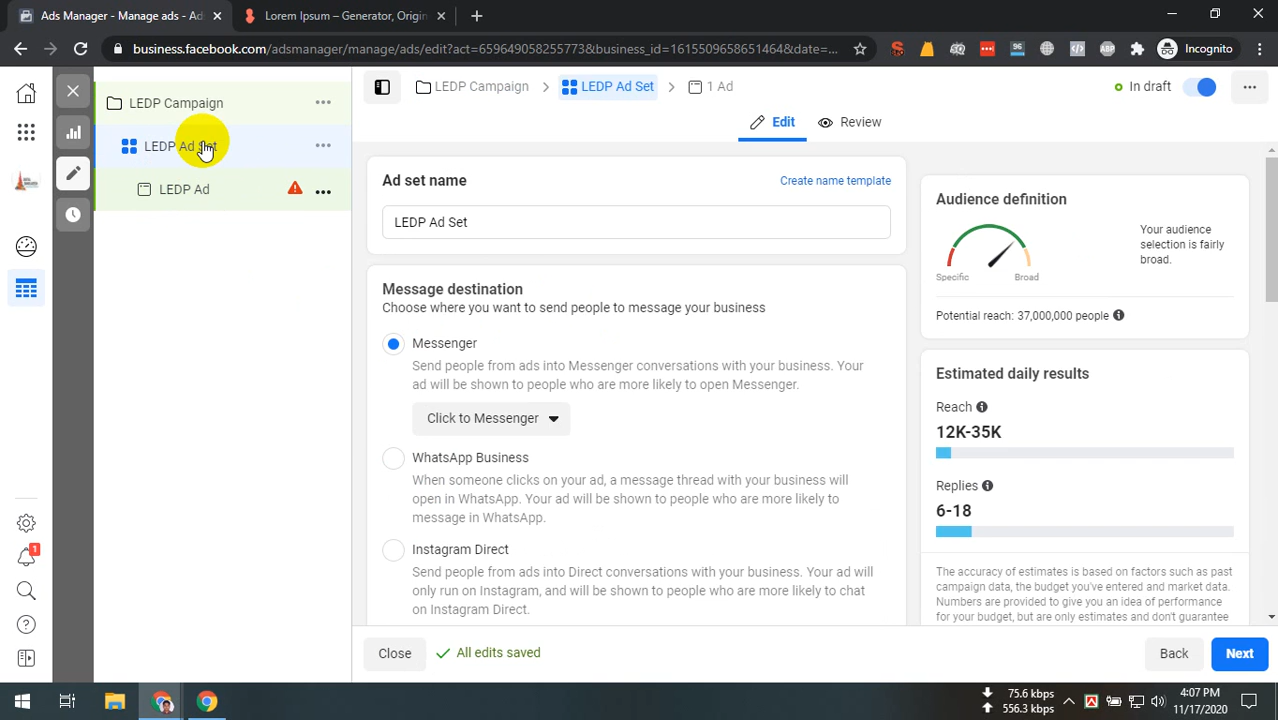 Ads Manager - Manage ads - Ad
Lorem Ipsum – Generator, Origin
business.facebook.com/adsmanager/manage/ads/edit?act=659649058255773&business_id=1615509658651464&date=...
96
ABP
Incognito
LEDP Campaign
LEDP Ad Set
LEDP Ad
LEDP Campaign
LEDP Ad Set
1 Ad
In draft
Edit
Review
Ad set name
Create name template
LEDP Ad Set
Message destination
Choose where you want to send people to message your business
Messenger
Send people from ads into Messenger conversations with your business. Your
ad will be shown to people who are more likely to open Messenger.
Click to Messenger
WhatsApp Business
When someone clicks on your ad, a message thread with your business will
open in WhatsApp. Your ad will be shown to people who are more likely to
message in WhatsApp.
Instagram Direct
Send people from ads into Direct conversations with your business. Your ad will
only run on Instagram, and will be shown to people who are more likely to chat
on Instagram Direct.
Audience definition
Specific
Broad
Your audience
selection is fairly
broad.
Potential reach: 37,000,000 people
Estimated daily results
Reach
12K-35K
Replies
6-18
The accuracy of estimates is based on factors such as past
campaign data, the budget you've entered and market data.
Numbers are provided to give you an idea of performance
for your budget, but are only estimates and don't guarantee
1
Close
All edits saved
Back
Next
75.6 kbps
556.3 kbps
4:07 PM
11/17/2020